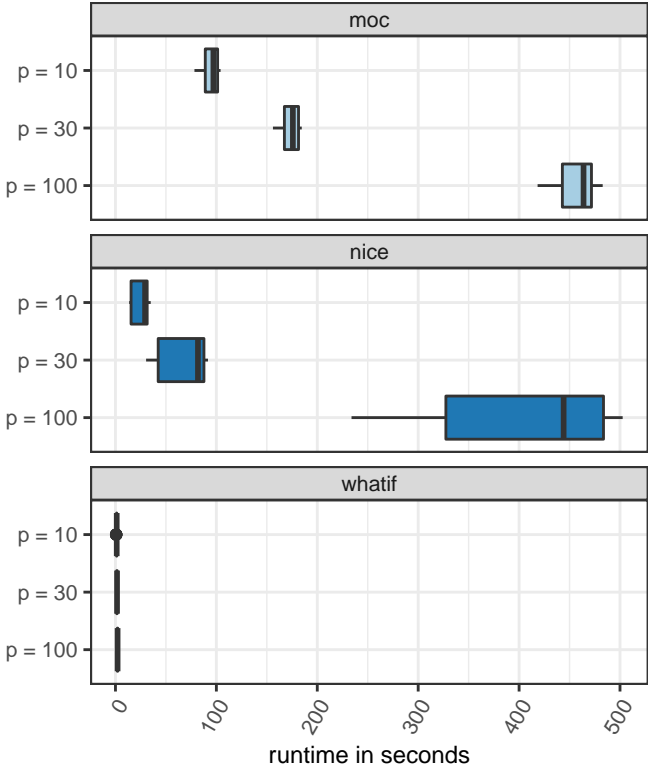 moc
p = 10
p = 30
p = 100
nice
p = 10
p = 30
p = 100
whatif
p = 10
p = 30
p = 100
0 100 200 300 400 500
runtime in seconds